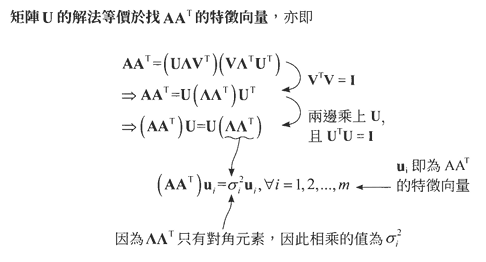 矩陣 U 的解法等價於找 AAᵀ 的特徵向量，亦即
AAᵀ=(UΛVᵀ)(VΛᵀUᵀ)
VᵀV = I
⇒ AAᵀ=U(ΛΛᵀ)Uᵀ
兩邊乘上 U,
且 UᵀU = I
⇒(AAᵀ)U=U(ΛΛᵀ)
(AAᵀ)uᵢ=σᵢ²uᵢ,∀i = 1,2,...,m
uᵢ 即為 AAᵀ
的特徵向量
因為 ΛΛᵀ 只有對角元素，因此相乘的值為 σᵢ²